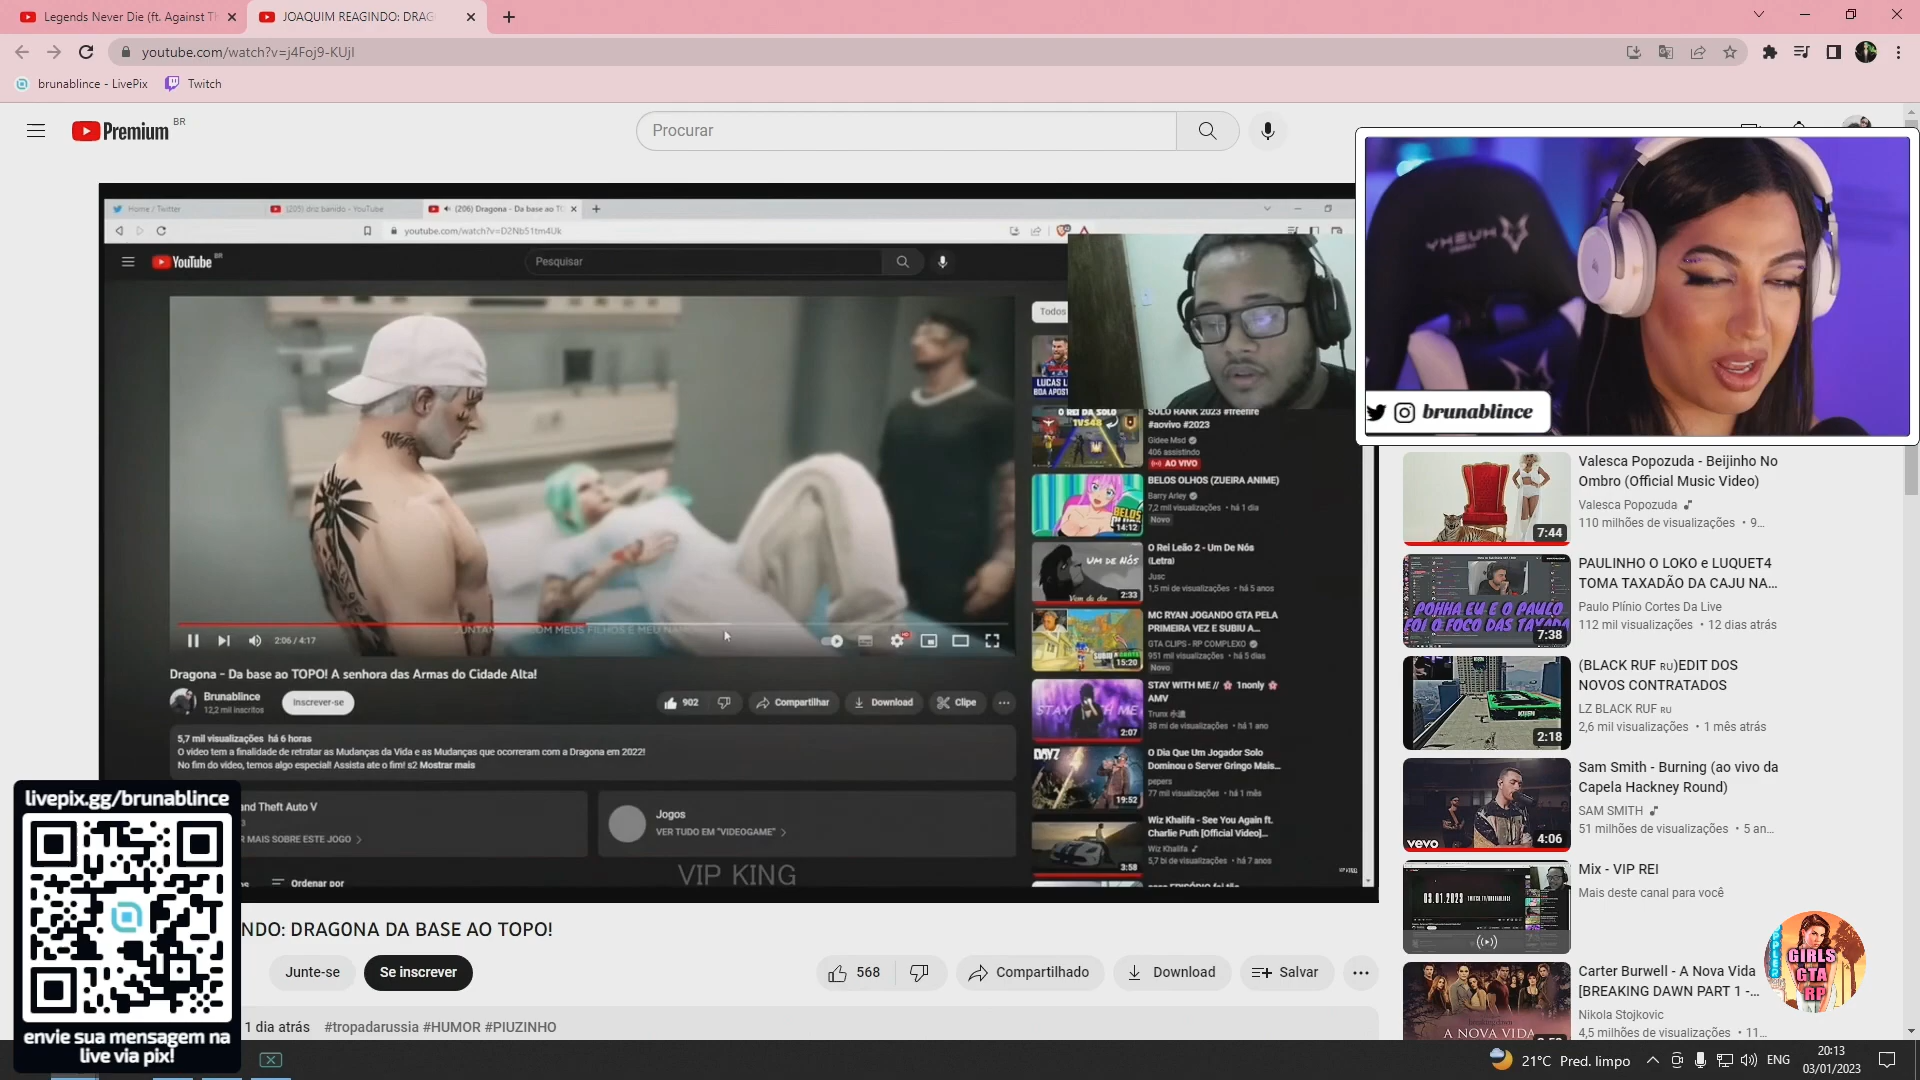 Legends Never Die (ft. Against Th
JOAQUIM REAGINDO: DRAG
youtube.com/watch?v=j4Foj9-KUjI
brunablince - LivePix
Twitch
Premium BR
Procurar
Home / Twitter
(206) Dragona - Da base ao TO
youtube.com/watch?v=D2Nb51tm4Uk
YouTube BR
Pesquisar
Todos
2:06 / 4:17
Dragona - Da base ao TOPO! A senhora das Armas do Cidade Alta!
Brunablince
12,2 mil inscritos
Inscrever-se
902
Compartilhar
Download
Clipe
5,7 mil visualizações há 6 horas
O video tem a finalidade de retratar as Mudanças da Vida e as Mudanças que ocorreram com a Dragona em 2022!
No fim do video, temos algo especial! Assista ate o fim! s2 Mostrar mais
and Theft Auto V
R MAIS SOBRE ESTE JOGO
Jogos
VER TUDO EM "VIDEOGAME"
Ordenar por
VIP KING
SOLO RANK 2023 #freefire
#aovivo #2023
Gidee Msd
406 assistindo
AO VIVO
BELOS OLHOS (ZUEIRA ANIME)
Barry Arley
7,2 mil visualizações • há 1 dia
Novo
14:12
O Rei Leão 2 - Um De Nós
(Letra)
Jusc
1,5 mi de visualizações • há 5 anos
UM DE NÓS
2:33
MC RYAN JOGANDO GTA PELA
PRIMEIRA VEZ E SUBIU A...
GTA CLIPS - RP COMPLEXO
951 mil visualizações • há 5 dias
Novo
15:20
STAY WITH ME // 🌸 1nonly 🌸
AMV
38 mi de visualizações • há 1 ano
STAY WITH ME
2:07
O Dia Que Um Jogador Solo
Dominou o Server Gringo Mais...
pepers
77 mil visualizações • há 1 mês
DAYZ
19:52
Wiz Khalifa - See You Again ft.
Charlie Puth [Official Video]...
Wiz Khalifa
5,7 bi de visualizações • há 7 anos
3:58
brunablince
Valesca Popozuda - Beijinho No
Ombro (Official Music Video)
Valesca Popozuda
110 milhões de visualizações • 9...
7:44
PAULINHO O LOKO e LUQUET4
TOMA TAXADÃO DA CAJU NA...
Paulo Plínio Cortes Da Live
112 mil visualizações • 12 dias atrás
POHHA EU E O PAULO
FOI O FOCO DAS TAXADA
7:38
(BLACK RUF RU)EDIT DOS
NOVOS CONTRATADOS
LZ BLACK RUF RU
2,6 mil visualizações • 1 mês atrás
2:18
Sam Smith - Burning (ao vivo da
Capela Hackney Round)
SAM SMITH
51 milhões de visualizações • 5 an...
vevo
4:06
Mix - VIP REI
Mais deste canal para você
03.01.2023
Carter Burwell - A Nova Vida
[BREAKING DAWN PART 1 -...
Nikola Stojkovic
4,5 milhões de visualizações • 11...
A NOVA VIDA
GIRLS
GTA
RP
livepix.gg/brunablince
envie sua mensagem na
live via pix!
NDO: DRAG0NA DA BASE AO TOPO!
Junte-se
Se inscrever
568
Compartilhado
Download
Salvar
1 dia atrás #tropadarussia #HUMOR #PIUZINHO
21°C Pred. limpo
ENG
20:13
03/01/2023